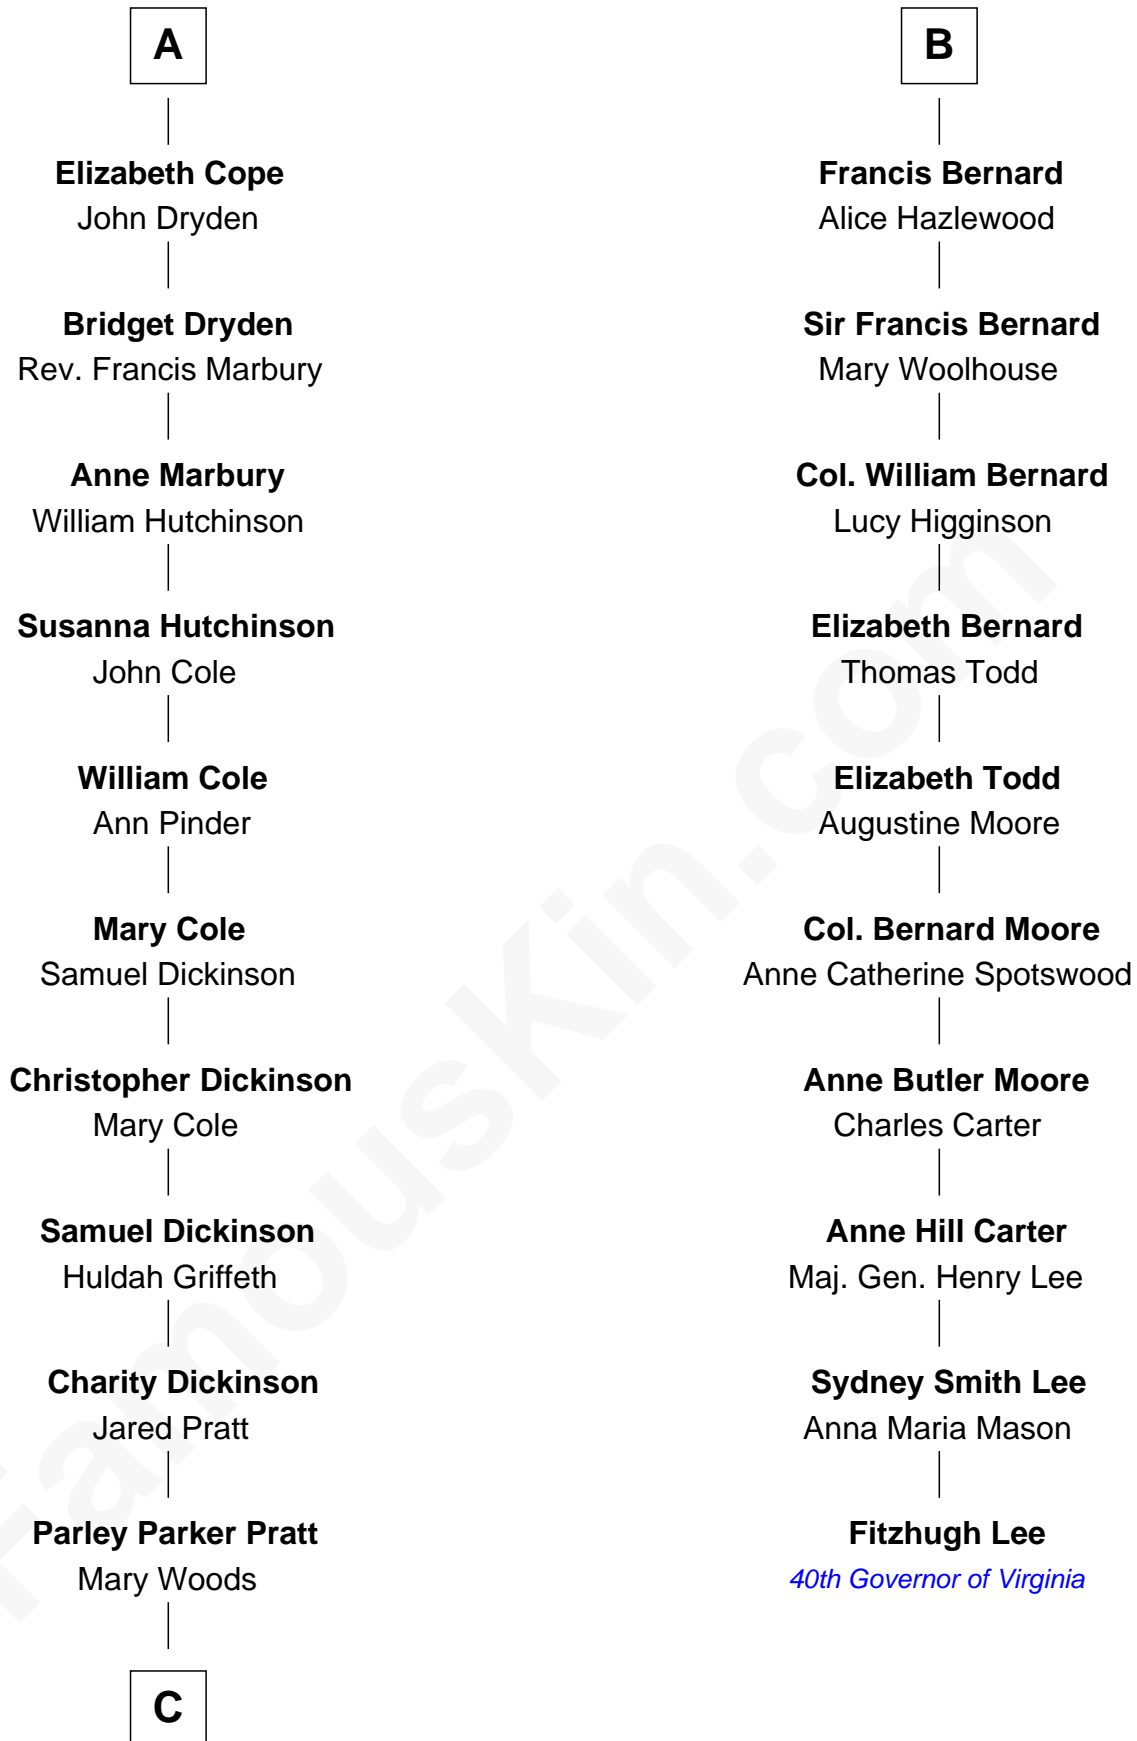 A
Elizabeth Cope
John Dryden
Bridget Dryden
Rev. Francis Marbury
Anne Marbury
William Hutchinson
Susanna Hutchinson
John Cole
William Cole
Ann Pinder
Mary Cole
Samuel Dickinson
Christopher Dickinson
Mary Cole
Samuel Dickinson
Huldah Griffeth
Charity Dickinson
Jared Pratt
Parley Parker Pratt
Mary Woods
C
B
Francis Bernard
Alice Hazlewood
Sir Francis Bernard
Mary Woolhouse
Col. William Bernard
Lucy Higginson
Elizabeth Bernard
Thomas Todd
Elizabeth Todd
Augustine Moore
Col. Bernard Moore
Anne Catherine Spotswood
Anne Butler Moore
Charles Carter
Anne Hill Carter
Maj. Gen. Henry Lee
Sydney Smith Lee
Anna Maria Mason
Fitzhugh Lee
40th Governor of Virginia
FamousKin.com